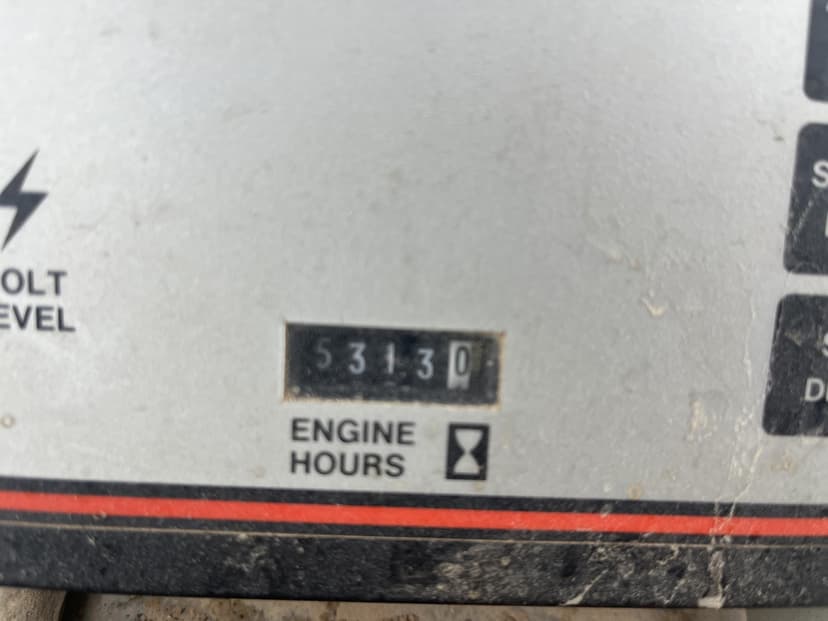 OLT
EVEL
53130
ENGINE
HOURS
S
D